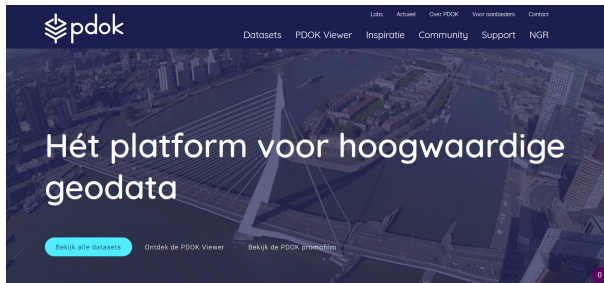 Labs Actueel Over PDOK Voor aanbieders Contact
pdok
Datasets PDOK Viewer Inspiratie Community Support NGR
Hét platform voor hoogwaardige
geodata
Bekijk alle datasets Ontdek de PDOK Viewer Bekijk de PDOK promofilm
0